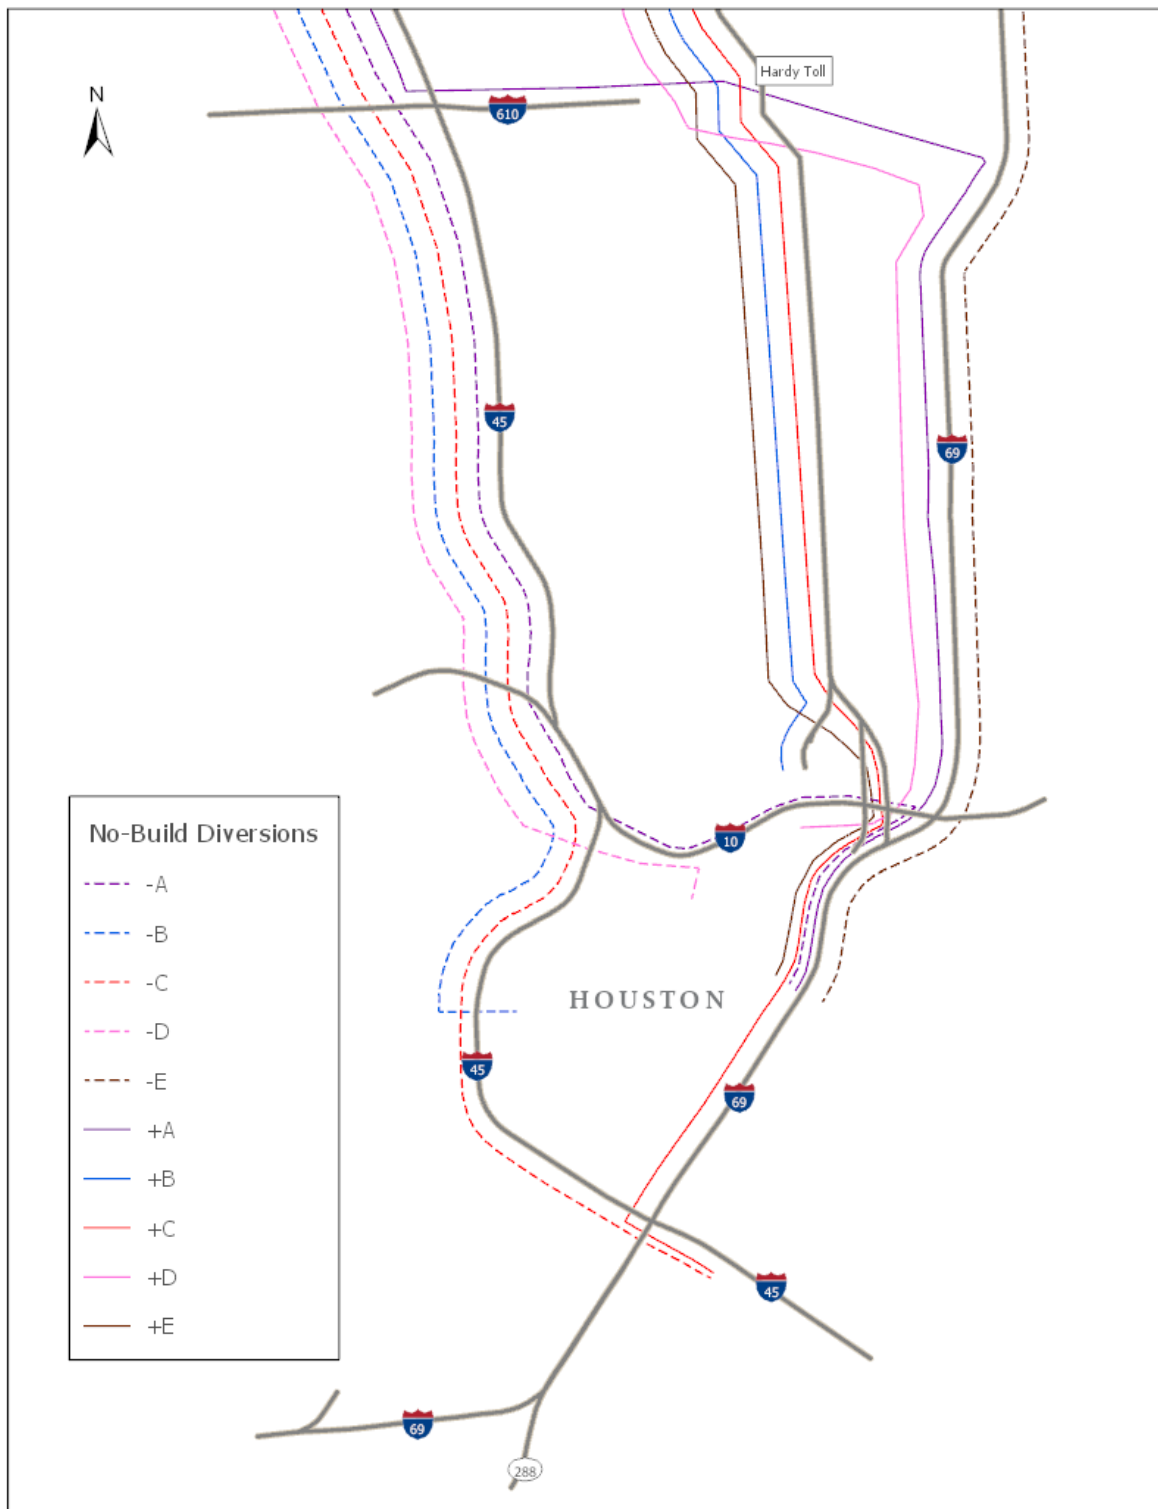 N
Hardy Toll
610
45
69
10
No-Build Diversions
-A
-B
-C
-D
-E
+A
+B
+C
+D
+E
HOUSTON
45
69
45
69
288